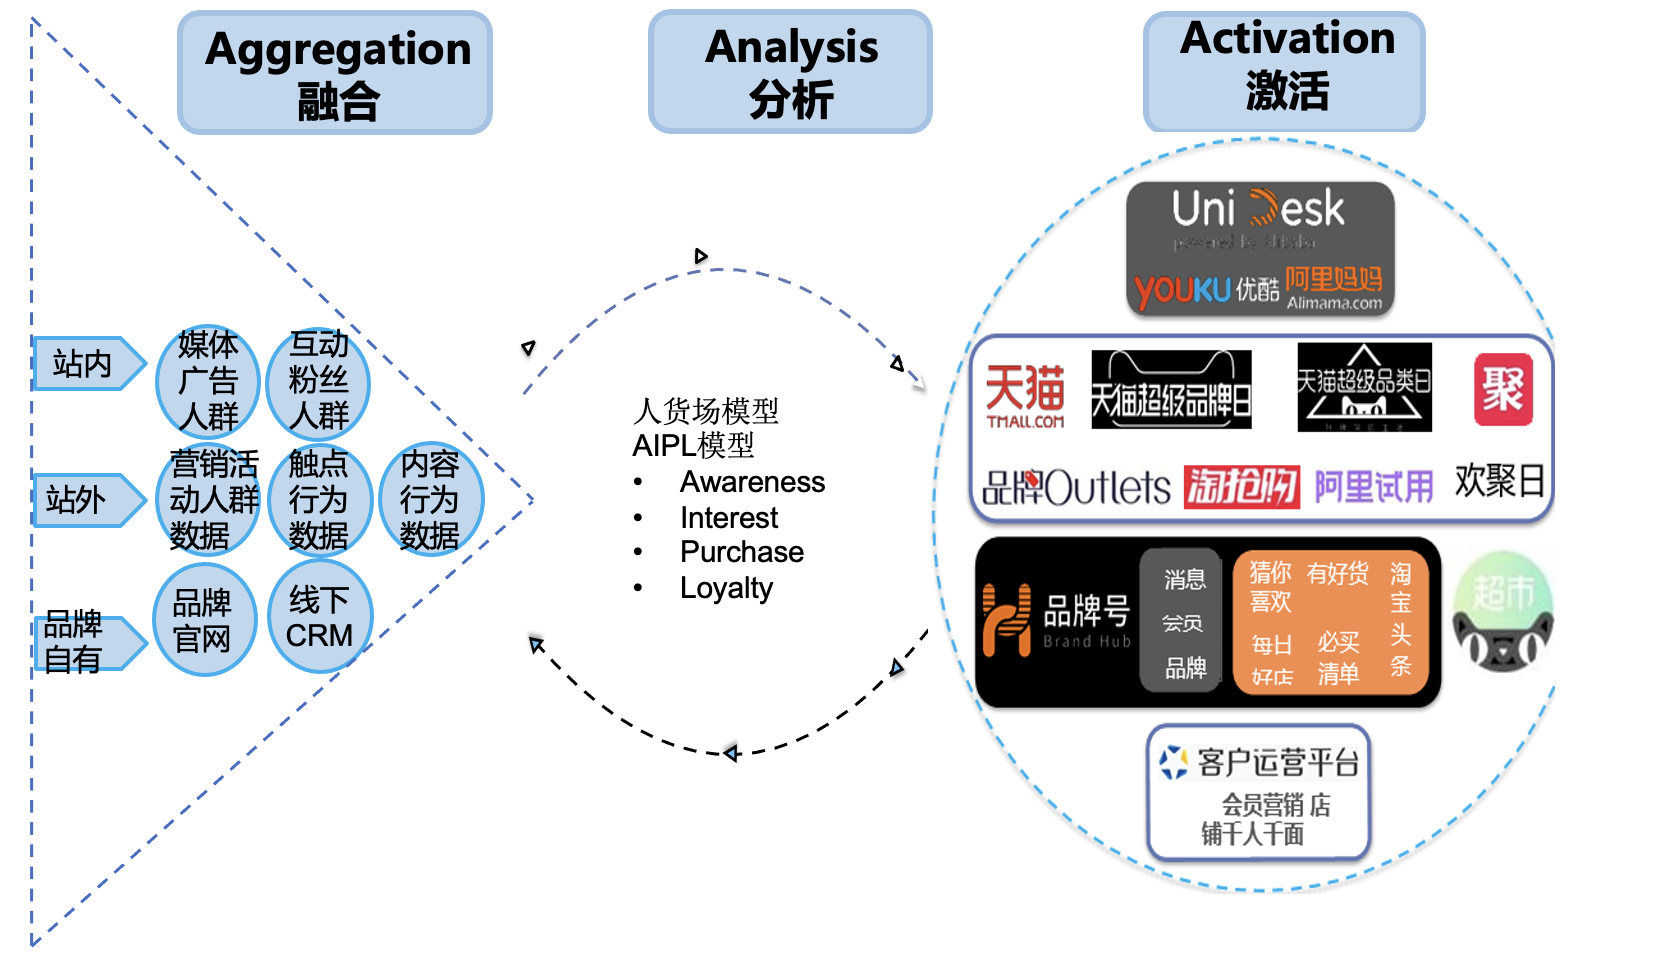 Aggregation
融合
Analysis
分析
Activation
激活
站内
媒体
广告
人群
互动
粉丝
人群
站外
营销活
动人群
数据
触点
行为
数据
内容
行为
数据
品牌
自有
品牌
官网
线下
CRM
人货场模型
AIPL模型
• Awareness
• Interest
• Purchase
• Loyalty
Uni Desk
powered by Alibaba
YOUKU 优酷
阿里妈妈
Alimama.com
天猫
TMALL.COM
天猫超级品牌日
天猫超级品类日
聚
品牌Outlets
淘抢购
阿里试用
欢聚日
品牌号
Brand Hub
消息
会员
品牌
猜你
喜欢
有好货
淘
宝
头
条
每日
好店
必买
清单
超市
客户运营平台
会员营销 店
铺千人千面